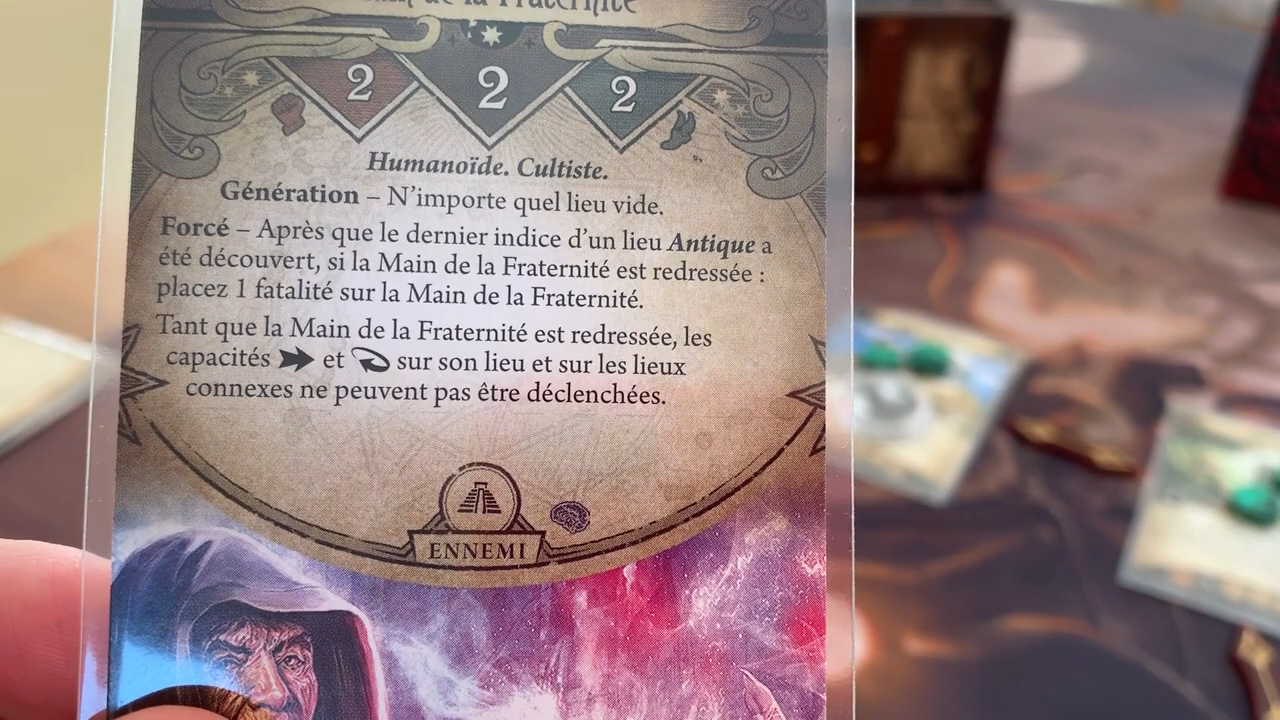 de la Fraternité
2 2 2
Humanoïde. Cultiste.
Génération – N'importe quel lieu vide.
Forcé – Après que le dernier indice d'un lieu Antique a
été découvert, si la Main de la Fraternité est redressée :
placez 1 fatalité sur la Main de la Fraternité.
Tant que la Main de la Fraternité est redressée, les
capacités et sur son lieu et sur les lieux
connexes ne peuvent pas être déclenchées.
ENNEMI